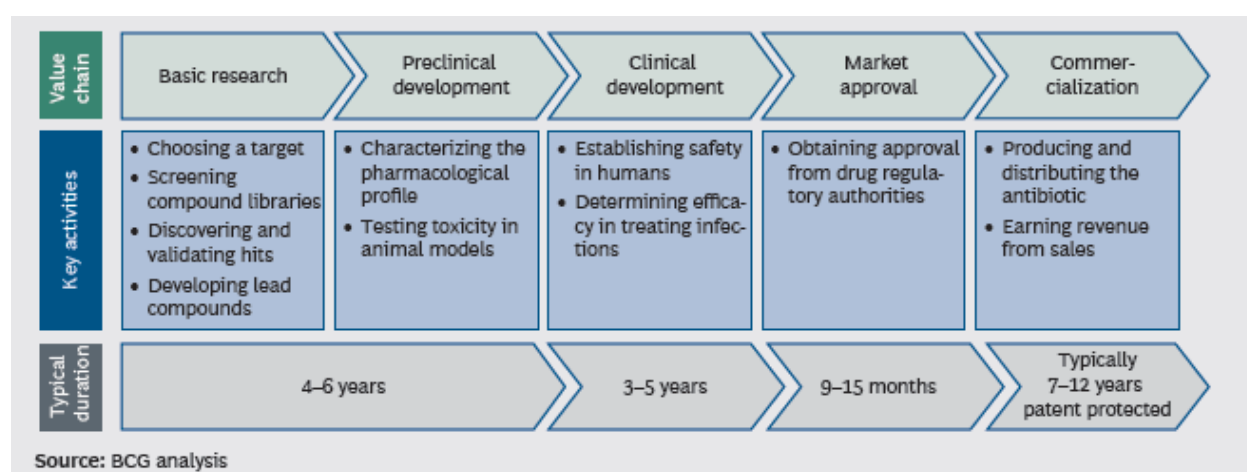 Value
chain
Basic research
Preclinical
development
Clinical
development
Market
approval
Commer-
cialization
Key activities
• Choosing a target
• Screening
compound libraries
• Discovering and
validating hits
• Developing lead
compounds
• Characterizing the
pharmacological
profile
• Testing toxicity in
animal models
• Establishing safety
in humans
• Determining effica-
cy in treating infec-
tions
• Obtaining approval
from drug regula-
tory authorities
• Producing and
distributing the
antibiotic
• Earning revenue
from sales
Typical
duration
4–6 years
3–5 years
9–15 months
Typically
7–12 years
patent protected
Source: BCG analysis